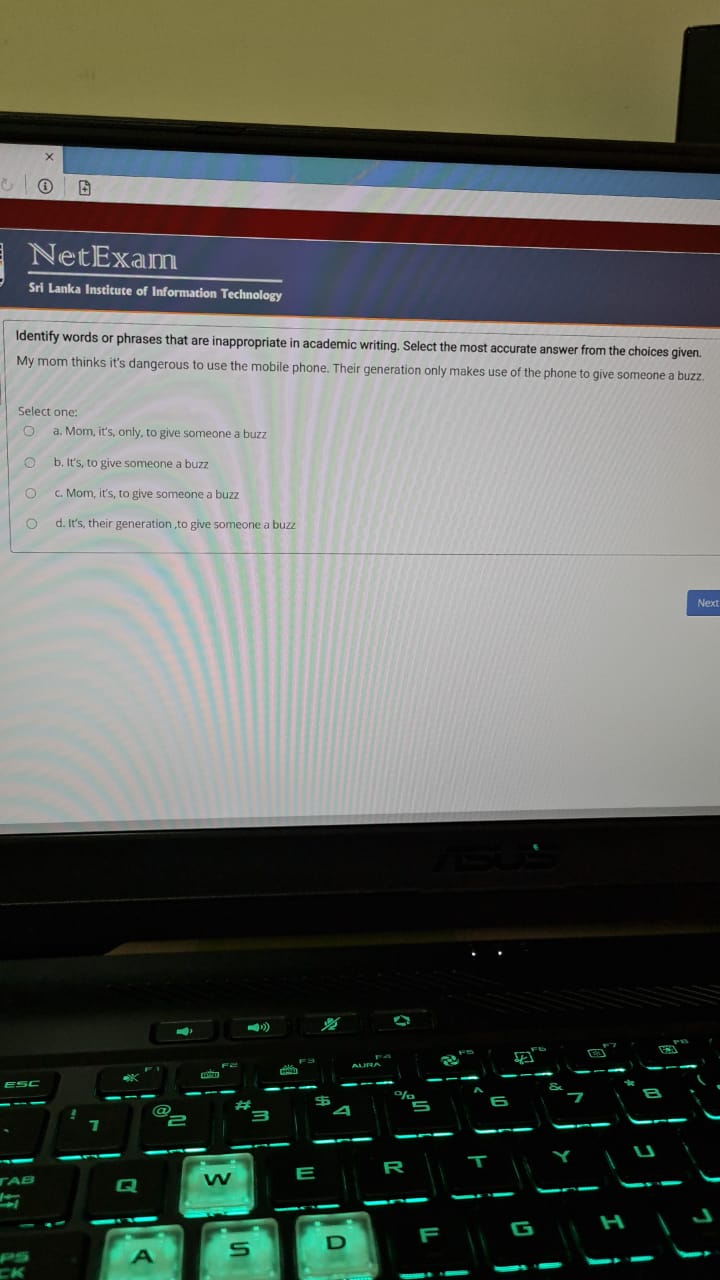 NetExam
Sri Lanka Institute of Information Technology
Identify words or phrases that are inappropriate in academic writing. Select the most accurate answer from the choices given.
My mom thinks it's dangerous to use the mobile phone. Their generation only makes use of the phone to give someone a buzz.
Select one:
a. Mom, it's, only, to give someone a buzz
b. It's, to give someone a buzz
c. Mom, it's, to give someone a buzz
d. It's, their generation ,to give someone a buzz
Next
ASUS
F1 F2 F3 F4 F5 F6 F7 F8
ESC AURA
! @ # $ % ^ & * (
1 2 3 4 5 6 7 8
TAB Q W E R T Y U
A S D F G H J